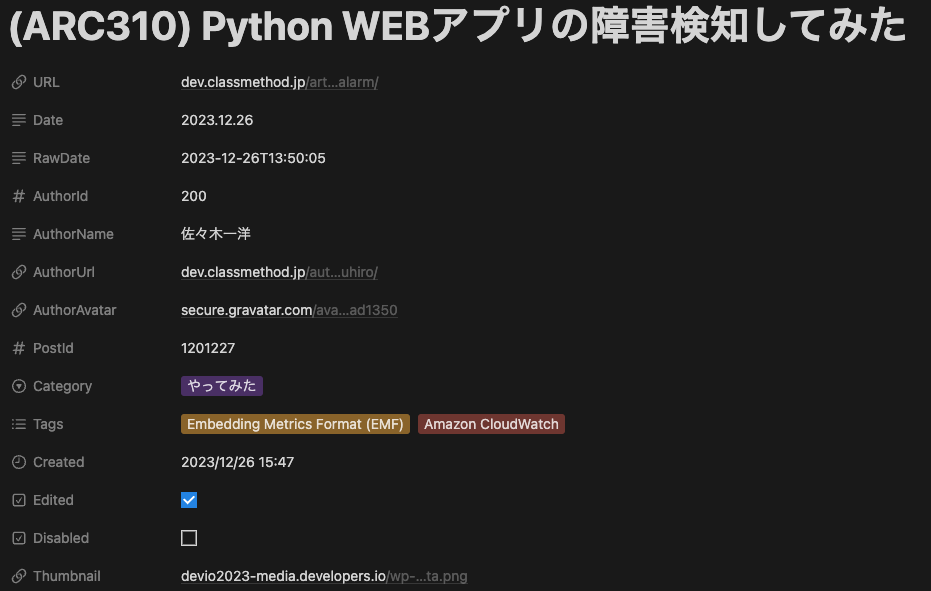 (ARC310) Python WEBアプリの障害検知してみた
URL dev.classmethod.jp/art...alarm/
Date 2023.12.26
RawDate 2023-12-26T13:50:05
AuthorId 200
AuthorName 佐々木一洋
AuthorUrl dev.classmethod.jp/aut...uhiro/
AuthorAvatar secure.gravatar.com/ava...ad1350
PostId 1201227
Category やってみた
Tags Embedding Metrics Format (EMF) Amazon CloudWatch
Created 2023/12/26 15:47
Edited
Disabled
Thumbnail devio2023-media.developers.io/wp-...ta.png